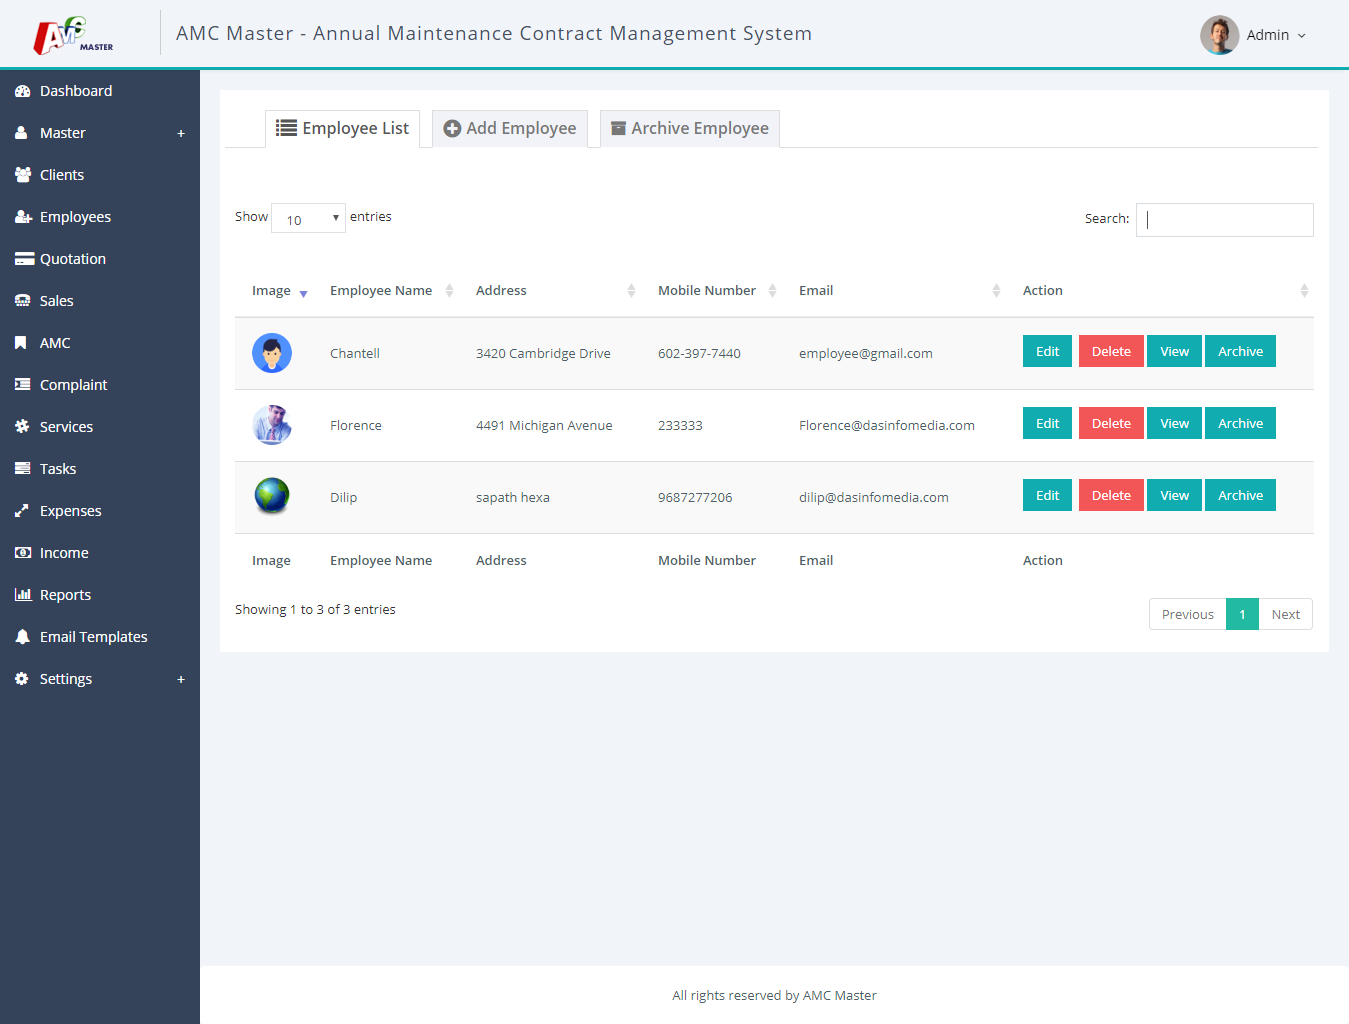 AMC MASTER
AMC Master - Annual Maintenance Contract Management System
Admin
Dashboard
Master +
Clients
Employees
Quotation
Sales
AMC
Complaint
Services
Tasks
Expenses
Income
Reports
Email Templates
Settings +
Employee List Add Employee Archive Employee
Show 10 entries Search:
Image Employee Name Address Mobile Number Email Action
Chantell 3420 Cambridge Drive 602-397-7440 employee@gmail.com Edit Delete View Archive
Florence 4491 Michigan Avenue 233333 Florence@dasinfomedia.com Edit Delete View Archive
Dilip sapath hexa 9687277206 dilip@dasinfomedia.com Edit Delete View Archive
Image Employee Name Address Mobile Number Email Action
Showing 1 to 3 of 3 entries Previous 1 Next
All rights reserved by AMC Master